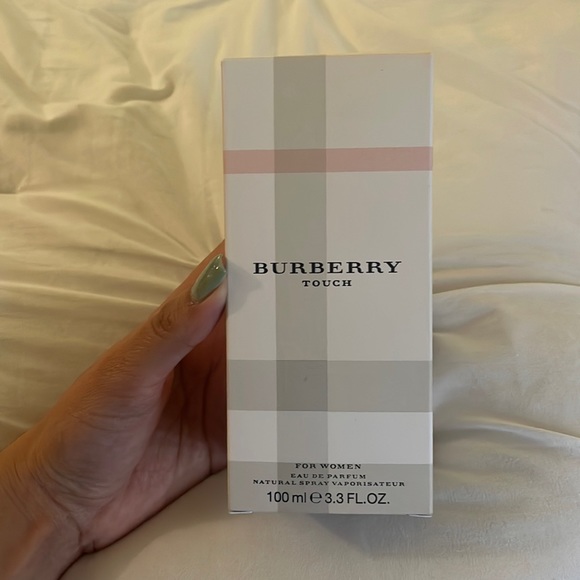 BURBERRY
TOUCH
FOR WOMEN
EAU DE PARFUM
NATURAL SPRAY VAPORISATEUR
100 ml ℮ 3.3 FL.OZ.